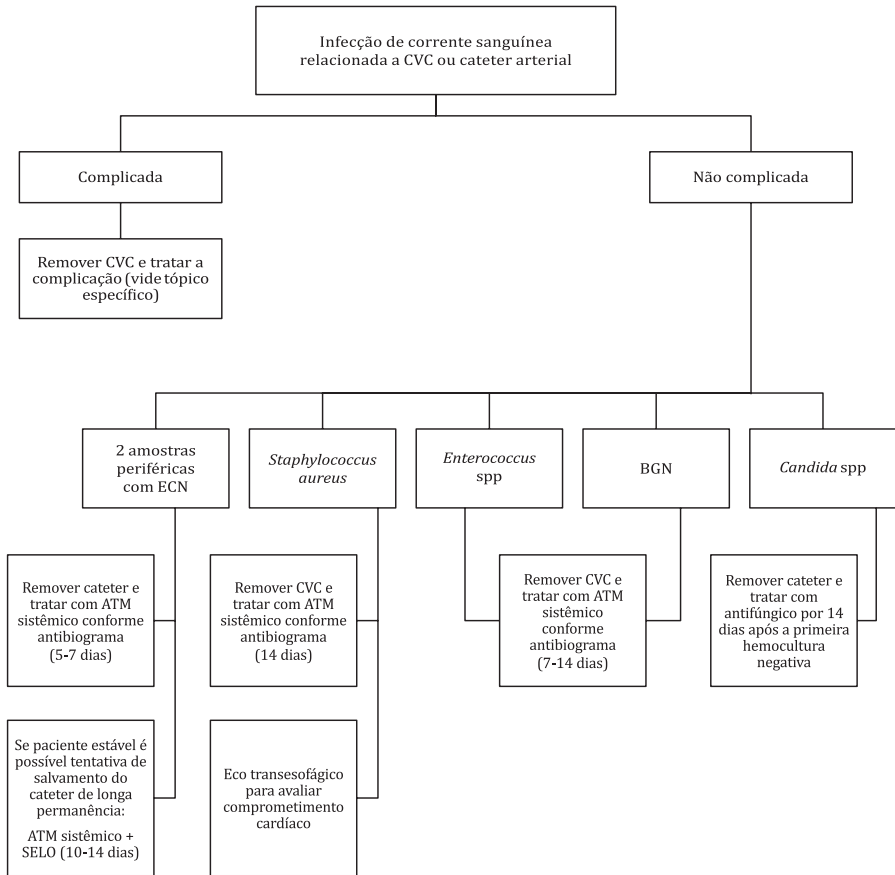 Infecção de corrente sanguínea
relacionada a CVC ou cateter arterial
Complicada
Não complicada
Remover CVC e tratar a
complicação (vide tópico
específico)
2 amostras
periféricas
com ECN
Staphylococcus
aureus
Enterococcus
spp
BGN
Candida spp
Remover cateter e
tratar com ATM
sistêmico conforme
antibiograma
(5-7 dias)
Remover CVC e
tratar com ATM
sistêmico conforme
antibiograma
(14 dias)
Remover CVC e
tratar com ATM
sistêmico
conforme
antibiograma
(7-14 dias)
Remover cateter e
tratar com
antifúngico por 14
dias após a primeira
hemocultura
negativa
Se paciente estável é
possível tentativa de
salvamento do
cateter de longa
permanência:
ATM sistêmico +
SELO (10-14 dias)
Eco transesofágico
para avaliar
comprometimento
cardíaco